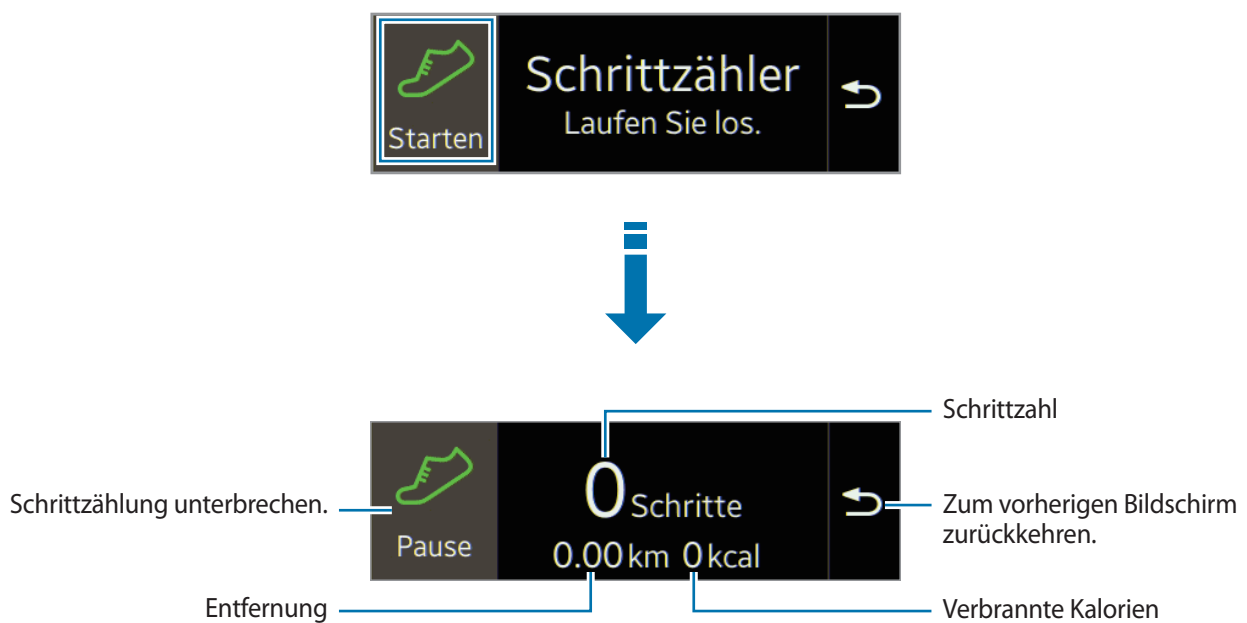 Schrittzähler
Laufen Sie los.
Starten
Schrittzahl
Schrittzählung unterbrechen.
0 Schritte
Pause
0.00 km 0 kcal
Zum vorherigen Bildschirm
zurückkehren.
Entfernung
Verbrannte Kalorien